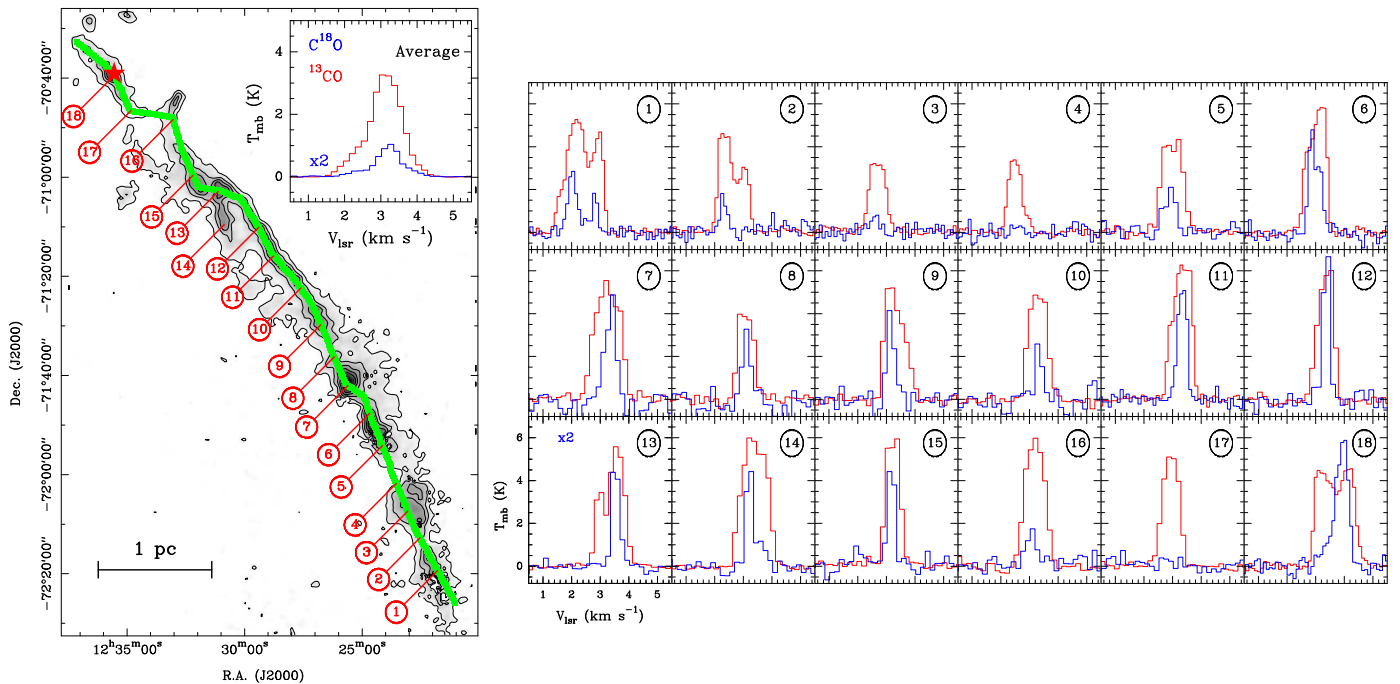 C¹⁸O
Average
¹³CO
x2
4
2
0
T_mb (K)
1 2 3 4 5
V_lsr (km s⁻¹)
−70°40′00″
−71°00′00″
−71°20′00″
−71°40′00″
−72°00′00″
−72°20′00″
Dec. (J2000)
18
17
16
15
13
14
12
11
10
9
8
7
6
5
4
3
2
1
1 pc
12ʰ35ᵐ00ˢ 30ᵐ00ˢ 25ᵐ00ˢ
R.A. (J2000)
1 2 3 4 5 6
7 8 9 10 11 12
x2 13 14 15 16 17 18
6
4
2
0
T_mb (K)
1 2 3 4 5
V_lsr (km s⁻¹)